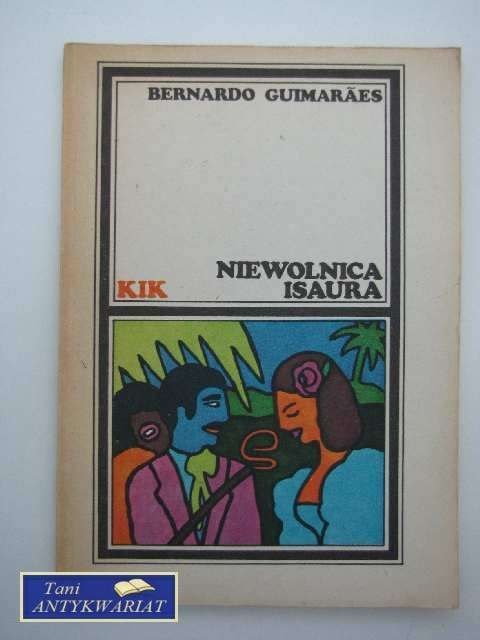 BERNARDO GUIMARÃES
NIEWOLNICA
KIK ISAURA
Tani
ANTYKWARIAT